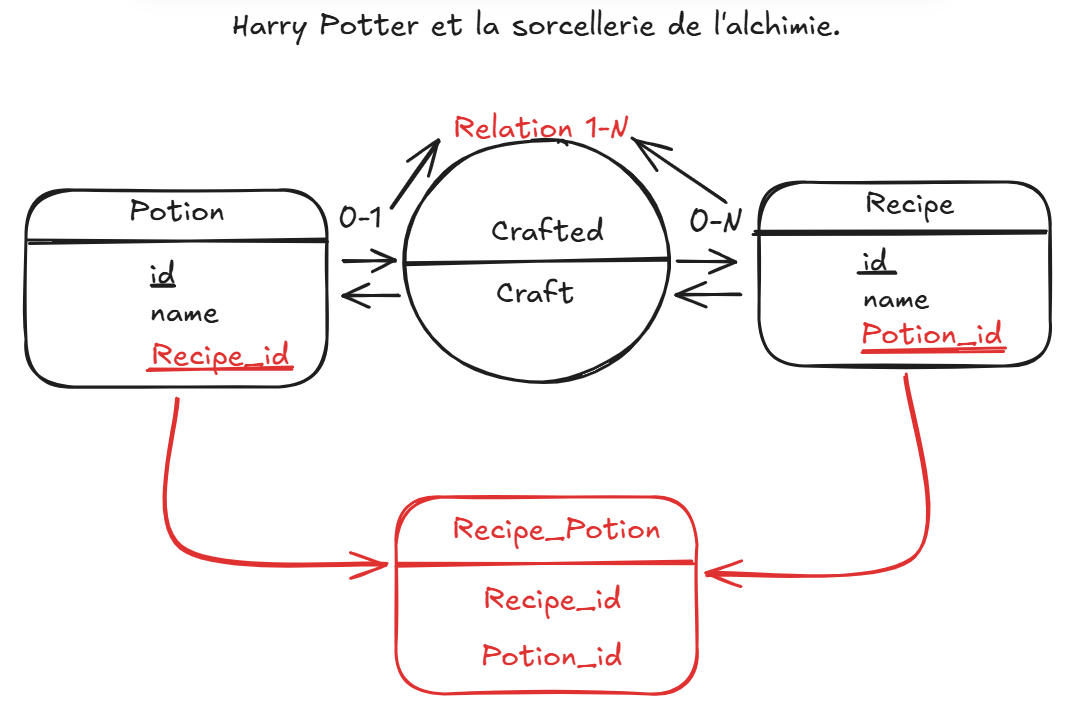 Harry Potter et la sorcellerie de l'alchimie.
Relation 1-N
Potion
0-1
Crafted
Craft
0-N
Recipe
id
name
Recipe_id
id
name
Potion_id
Recipe_Potion
Recipe_id
Potion_id